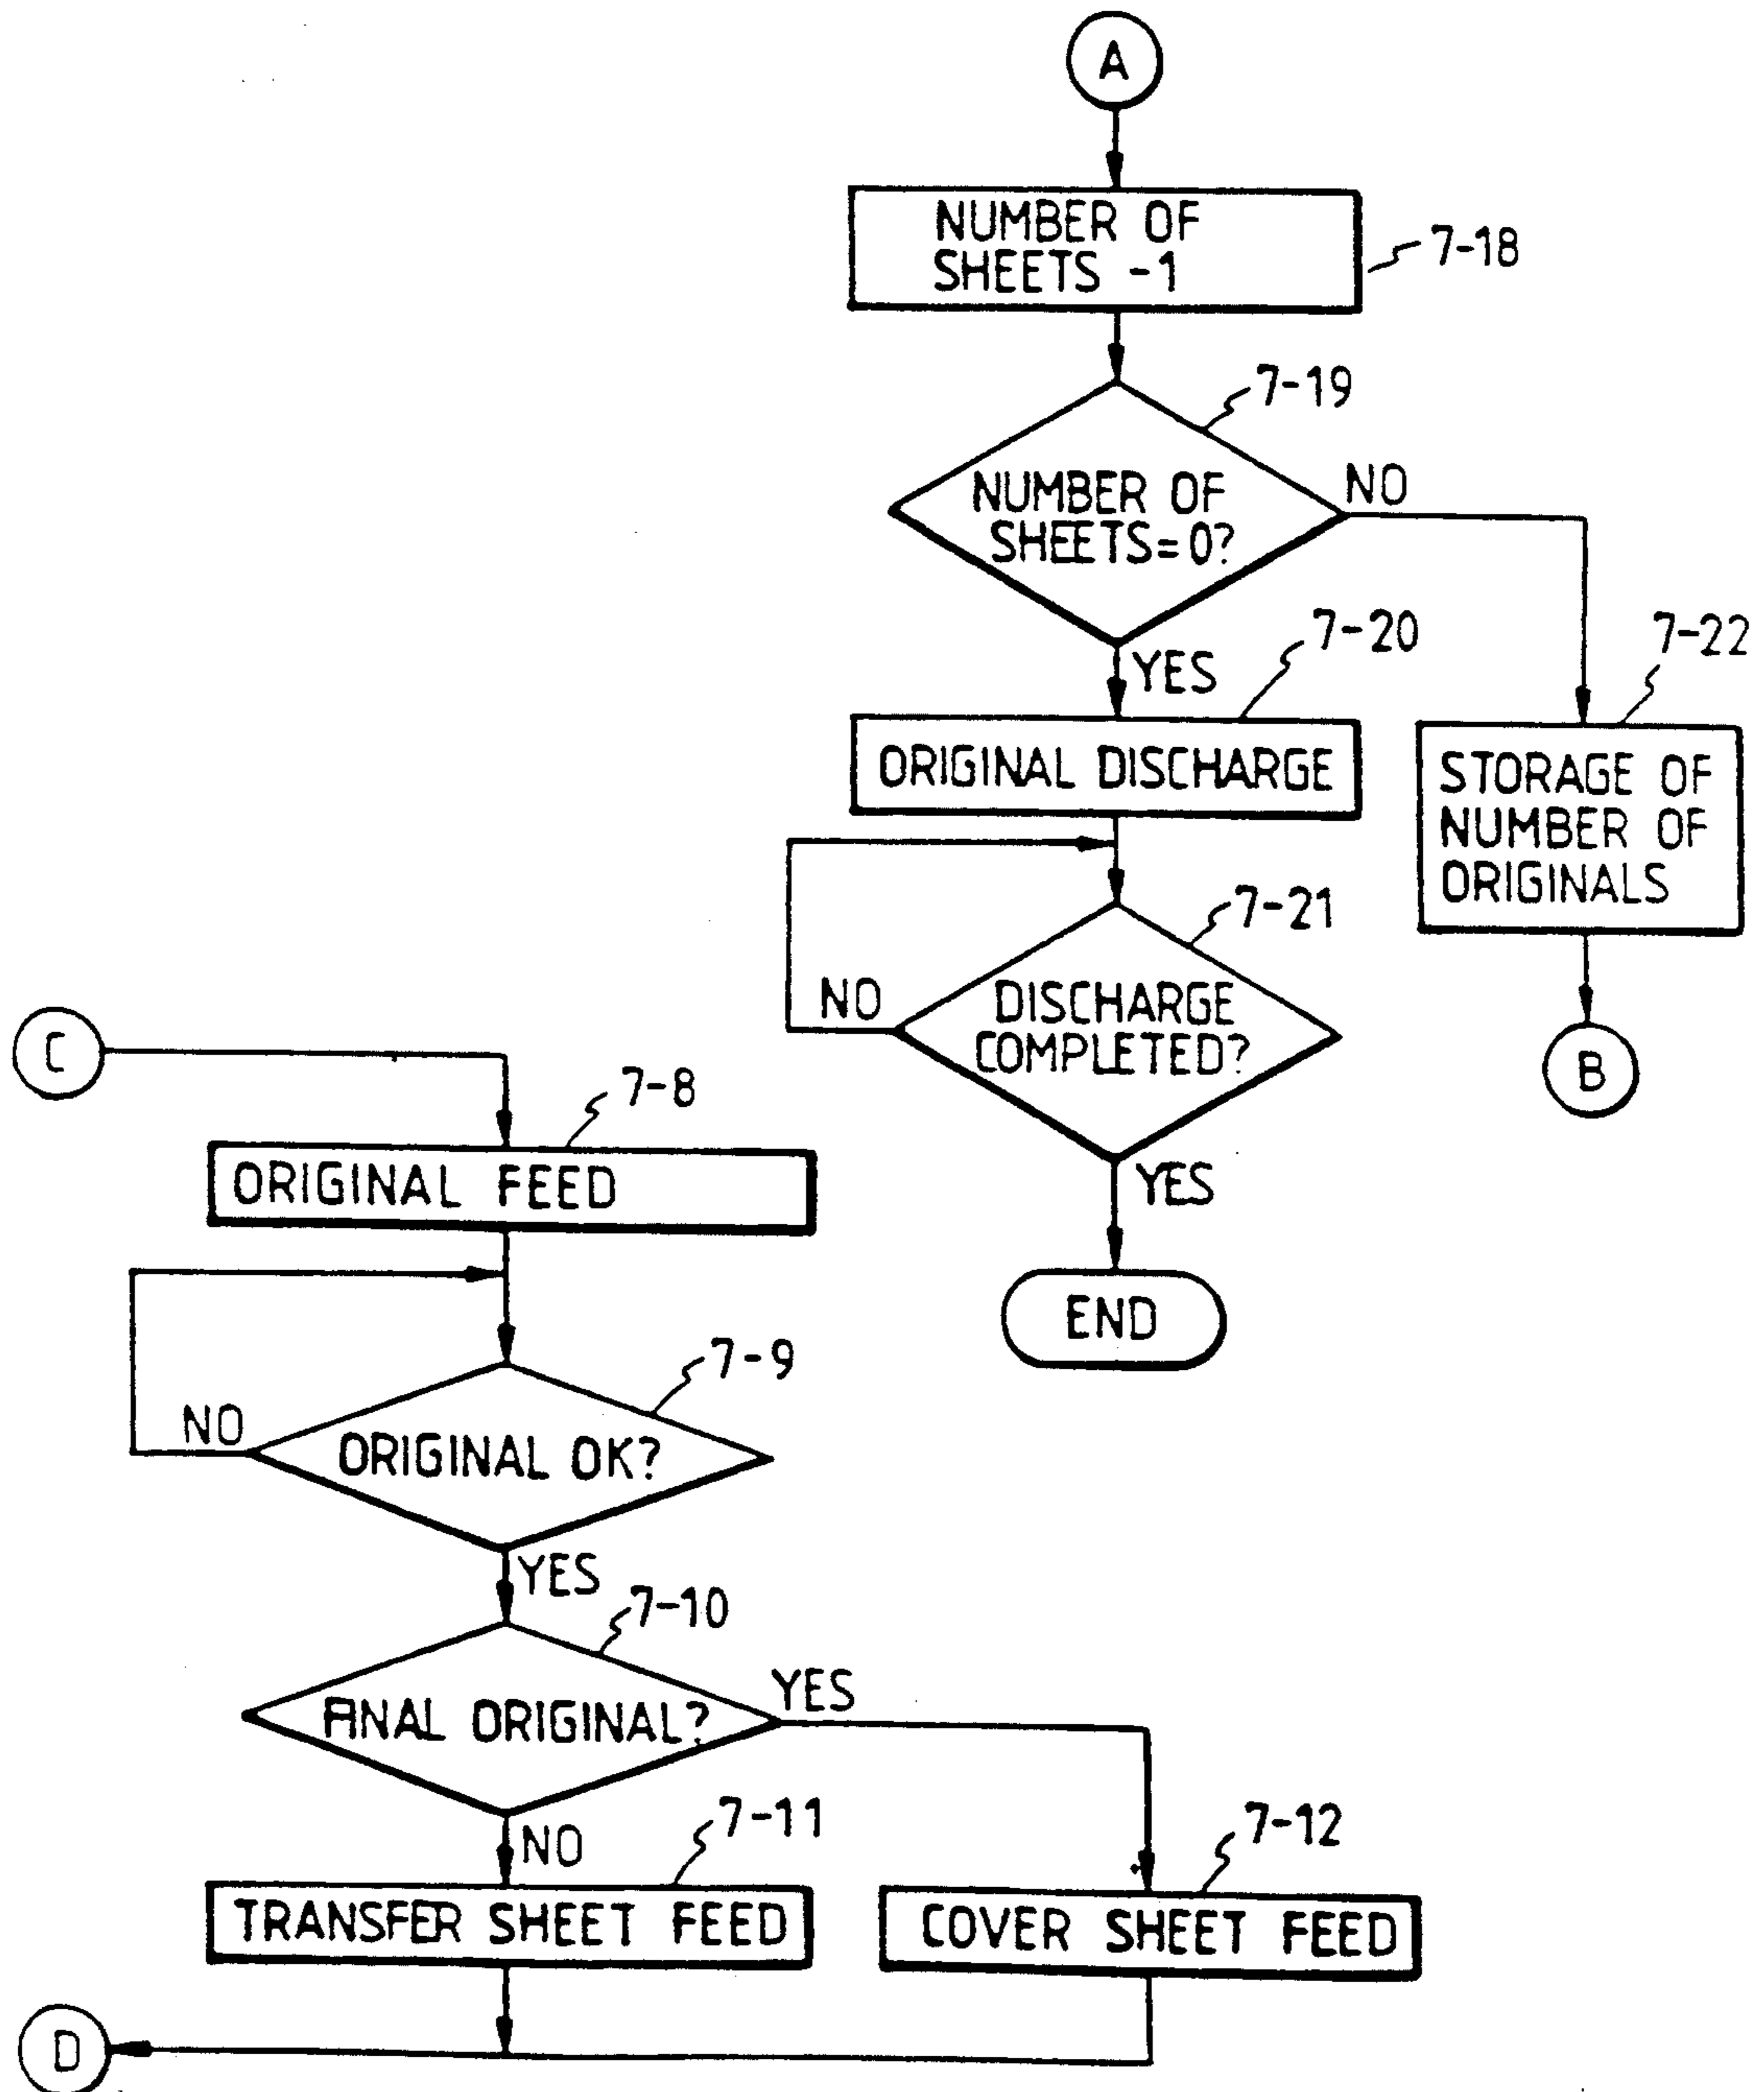 A
NUMBER OF
SHEETS -1
7-18
7-19
NUMBER OF
SHEETS=0?
NO
YES
7-20
7-22
ORIGINAL DISCHARGE
STORAGE OF
NUMBER OF
ORIGINALS
7-21
NO
DISCHARGE
COMPLETED?
B
YES
END
C
7-8
ORIGINAL FEED
7-9
NO
ORIGINAL OK?
YES
7-10
FINAL ORIGINAL?
YES
NO
7-11
7-12
TRANSFER SHEET FEED
COVER SHEET FEED
D